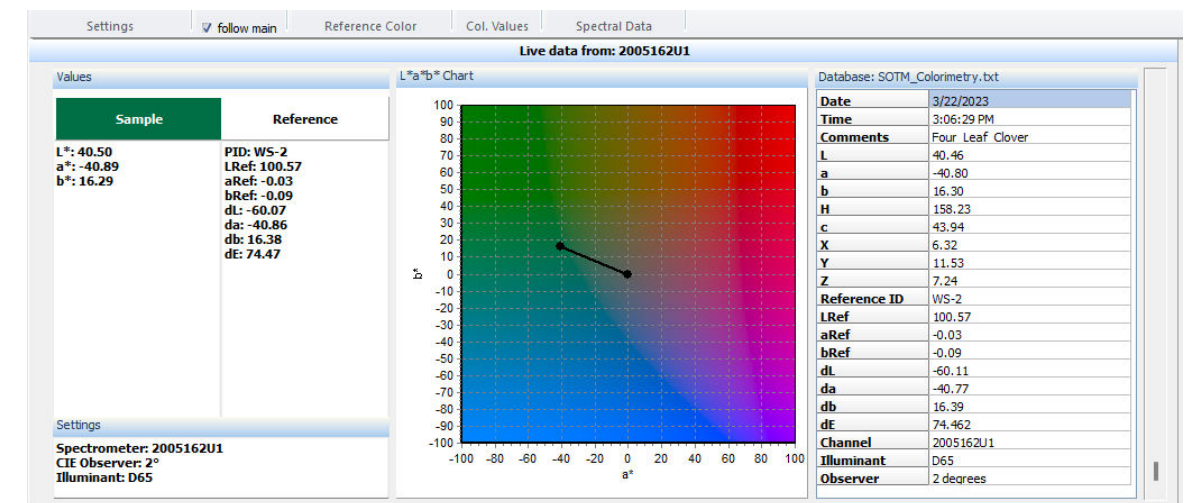 Settings follow main Reference Color Col. Values Spectral Data
Live data from: 2005162U1
Values
Sample Reference
L*: 40.50
a*: -40.89
b*: 16.29
PID: WS-2
LRef: 100.57
aRef: -0.03
bRef: -0.09
dL: -60.07
da: -40.86
db: 16.38
dE: 74.47
Settings
Spectrometer: 2005162U1
CIE Observer: 2°
Illuminant: D65
L*a*b* Chart
100
90
80
70
60
50
40
30
20
10
0
-10
-20
-30
-40
-50
-60
-70
-80
-90
-100
b*
-100 -80 -60 -40 -20 0 20 40 60 80 100
a*
Database: SOTM_Colorimetry.txt
Date 3/22/2023
Time 3:06:29 PM
Comments Four Leaf Clover
L 40.46
a -40.80
b 16.30
H 158.23
c 43.94
X 6.32
Y 11.53
Z 7.24
Reference ID WS-2
LRef 100.57
aRef -0.03
bRef -0.09
dL -60.11
da -40.77
db 16.39
dE 74.462
Channel 2005162U1
Illuminant D65
Observer 2 degrees